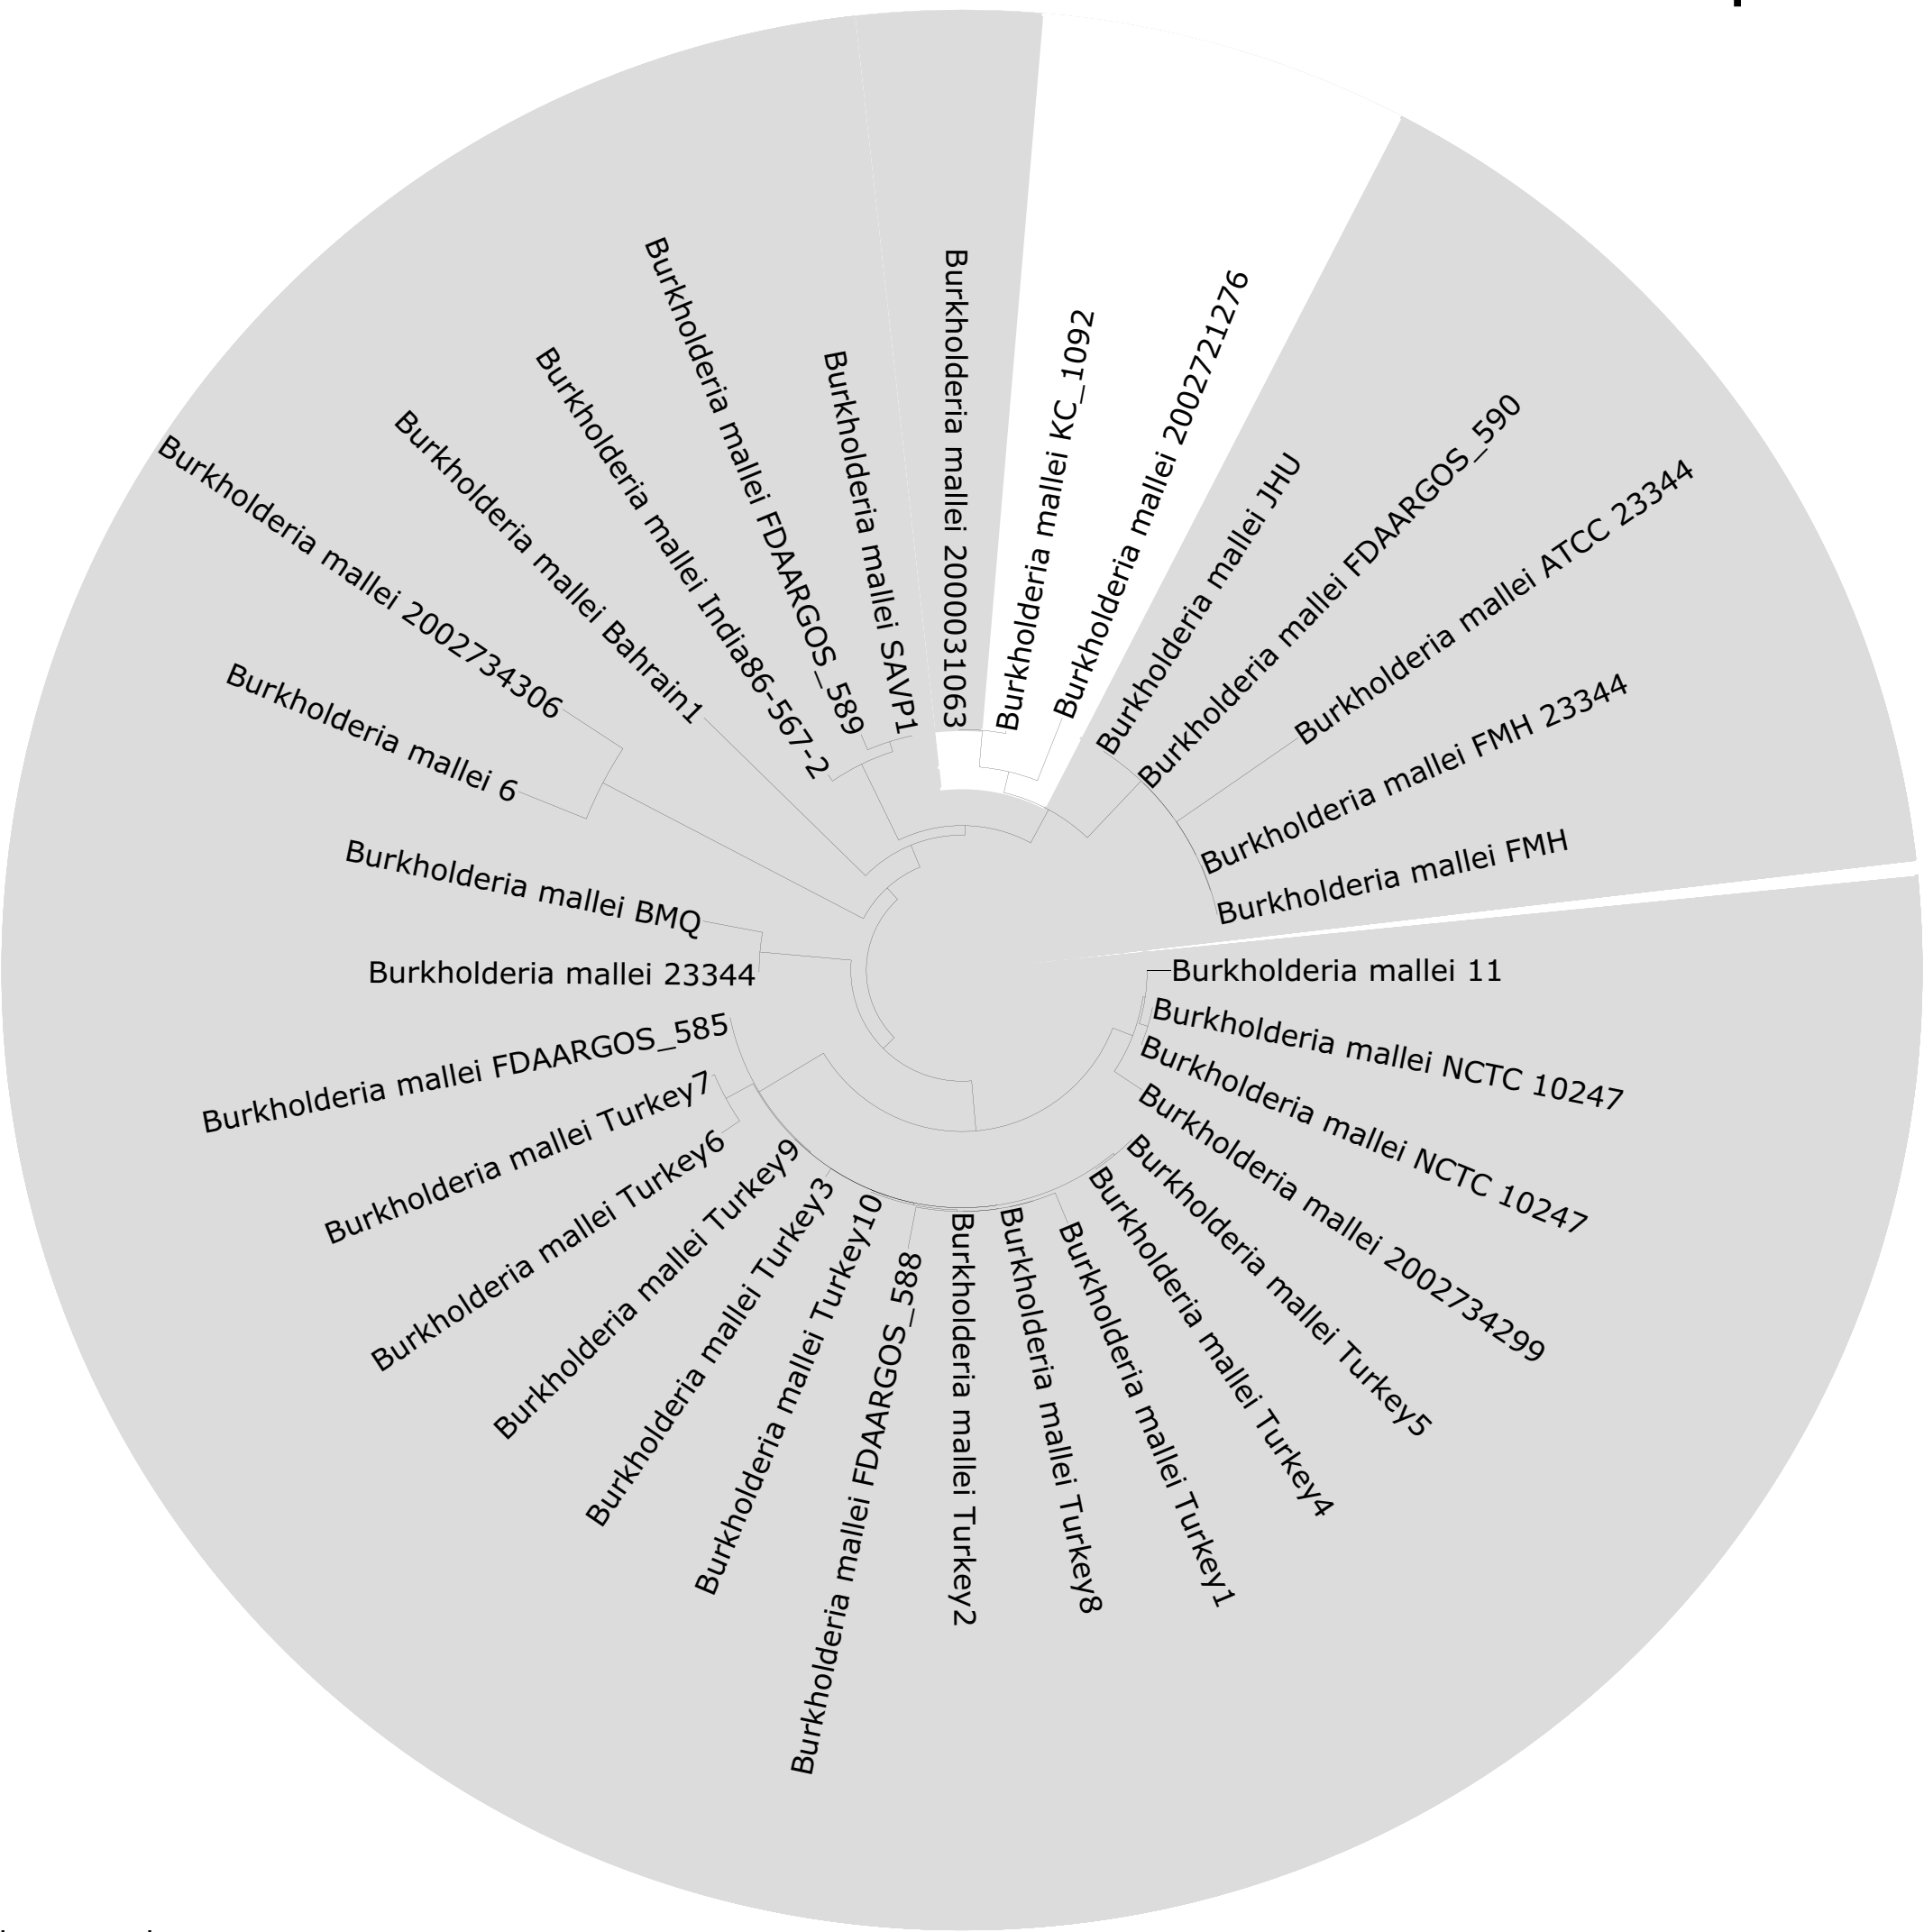 Burkholderia mallei 2000031063
Burkholderia mallei KC_1092
Burkholderia mallei 2002721276
Burkholderia mallei JHU
Burkholderia mallei FDAARGOS_590
Burkholderia mallei ATCC 23344
Burkholderia mallei FMH 23344
Burkholderia mallei FMH
Burkholderia mallei 11
Burkholderia mallei NCTC 10247
Burkholderia mallei NCTC 10247
Burkholderia mallei 2002734299
Burkholderia mallei Turkey5
Burkholderia mallei Turkey4
Burkholderia mallei Turkey1
Burkholderia mallei Turkey8
Burkholderia mallei Turkey2
Burkholderia mallei FDAARGOS_588
Burkholderia mallei Turkey10
Burkholderia mallei Turkey3
Burkholderia mallei Turkey9
Burkholderia mallei Turkey6
Burkholderia mallei Turkey7
Burkholderia mallei FDAARGOS_585
Burkholderia mallei 23344
Burkholderia mallei BMQ
Burkholderia mallei 6
Burkholderia mallei 2002734306
Burkholderia mallei Bahrain1
Burkholderia mallei India86-567-2
Burkholderia mallei FDAARGOS_589
Burkholderia mallei SAVP1